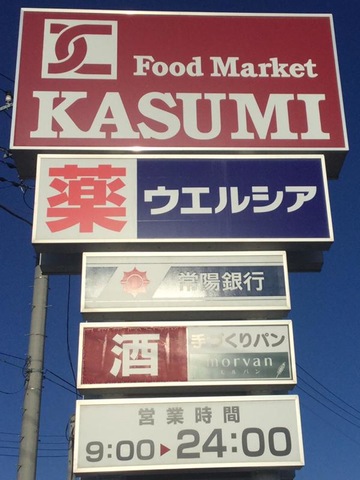 Food Market
KASUMI
薬 ウエルシア
常陽銀行
酒 手づくりパン
morvan
営業時間
9:00▶24:00